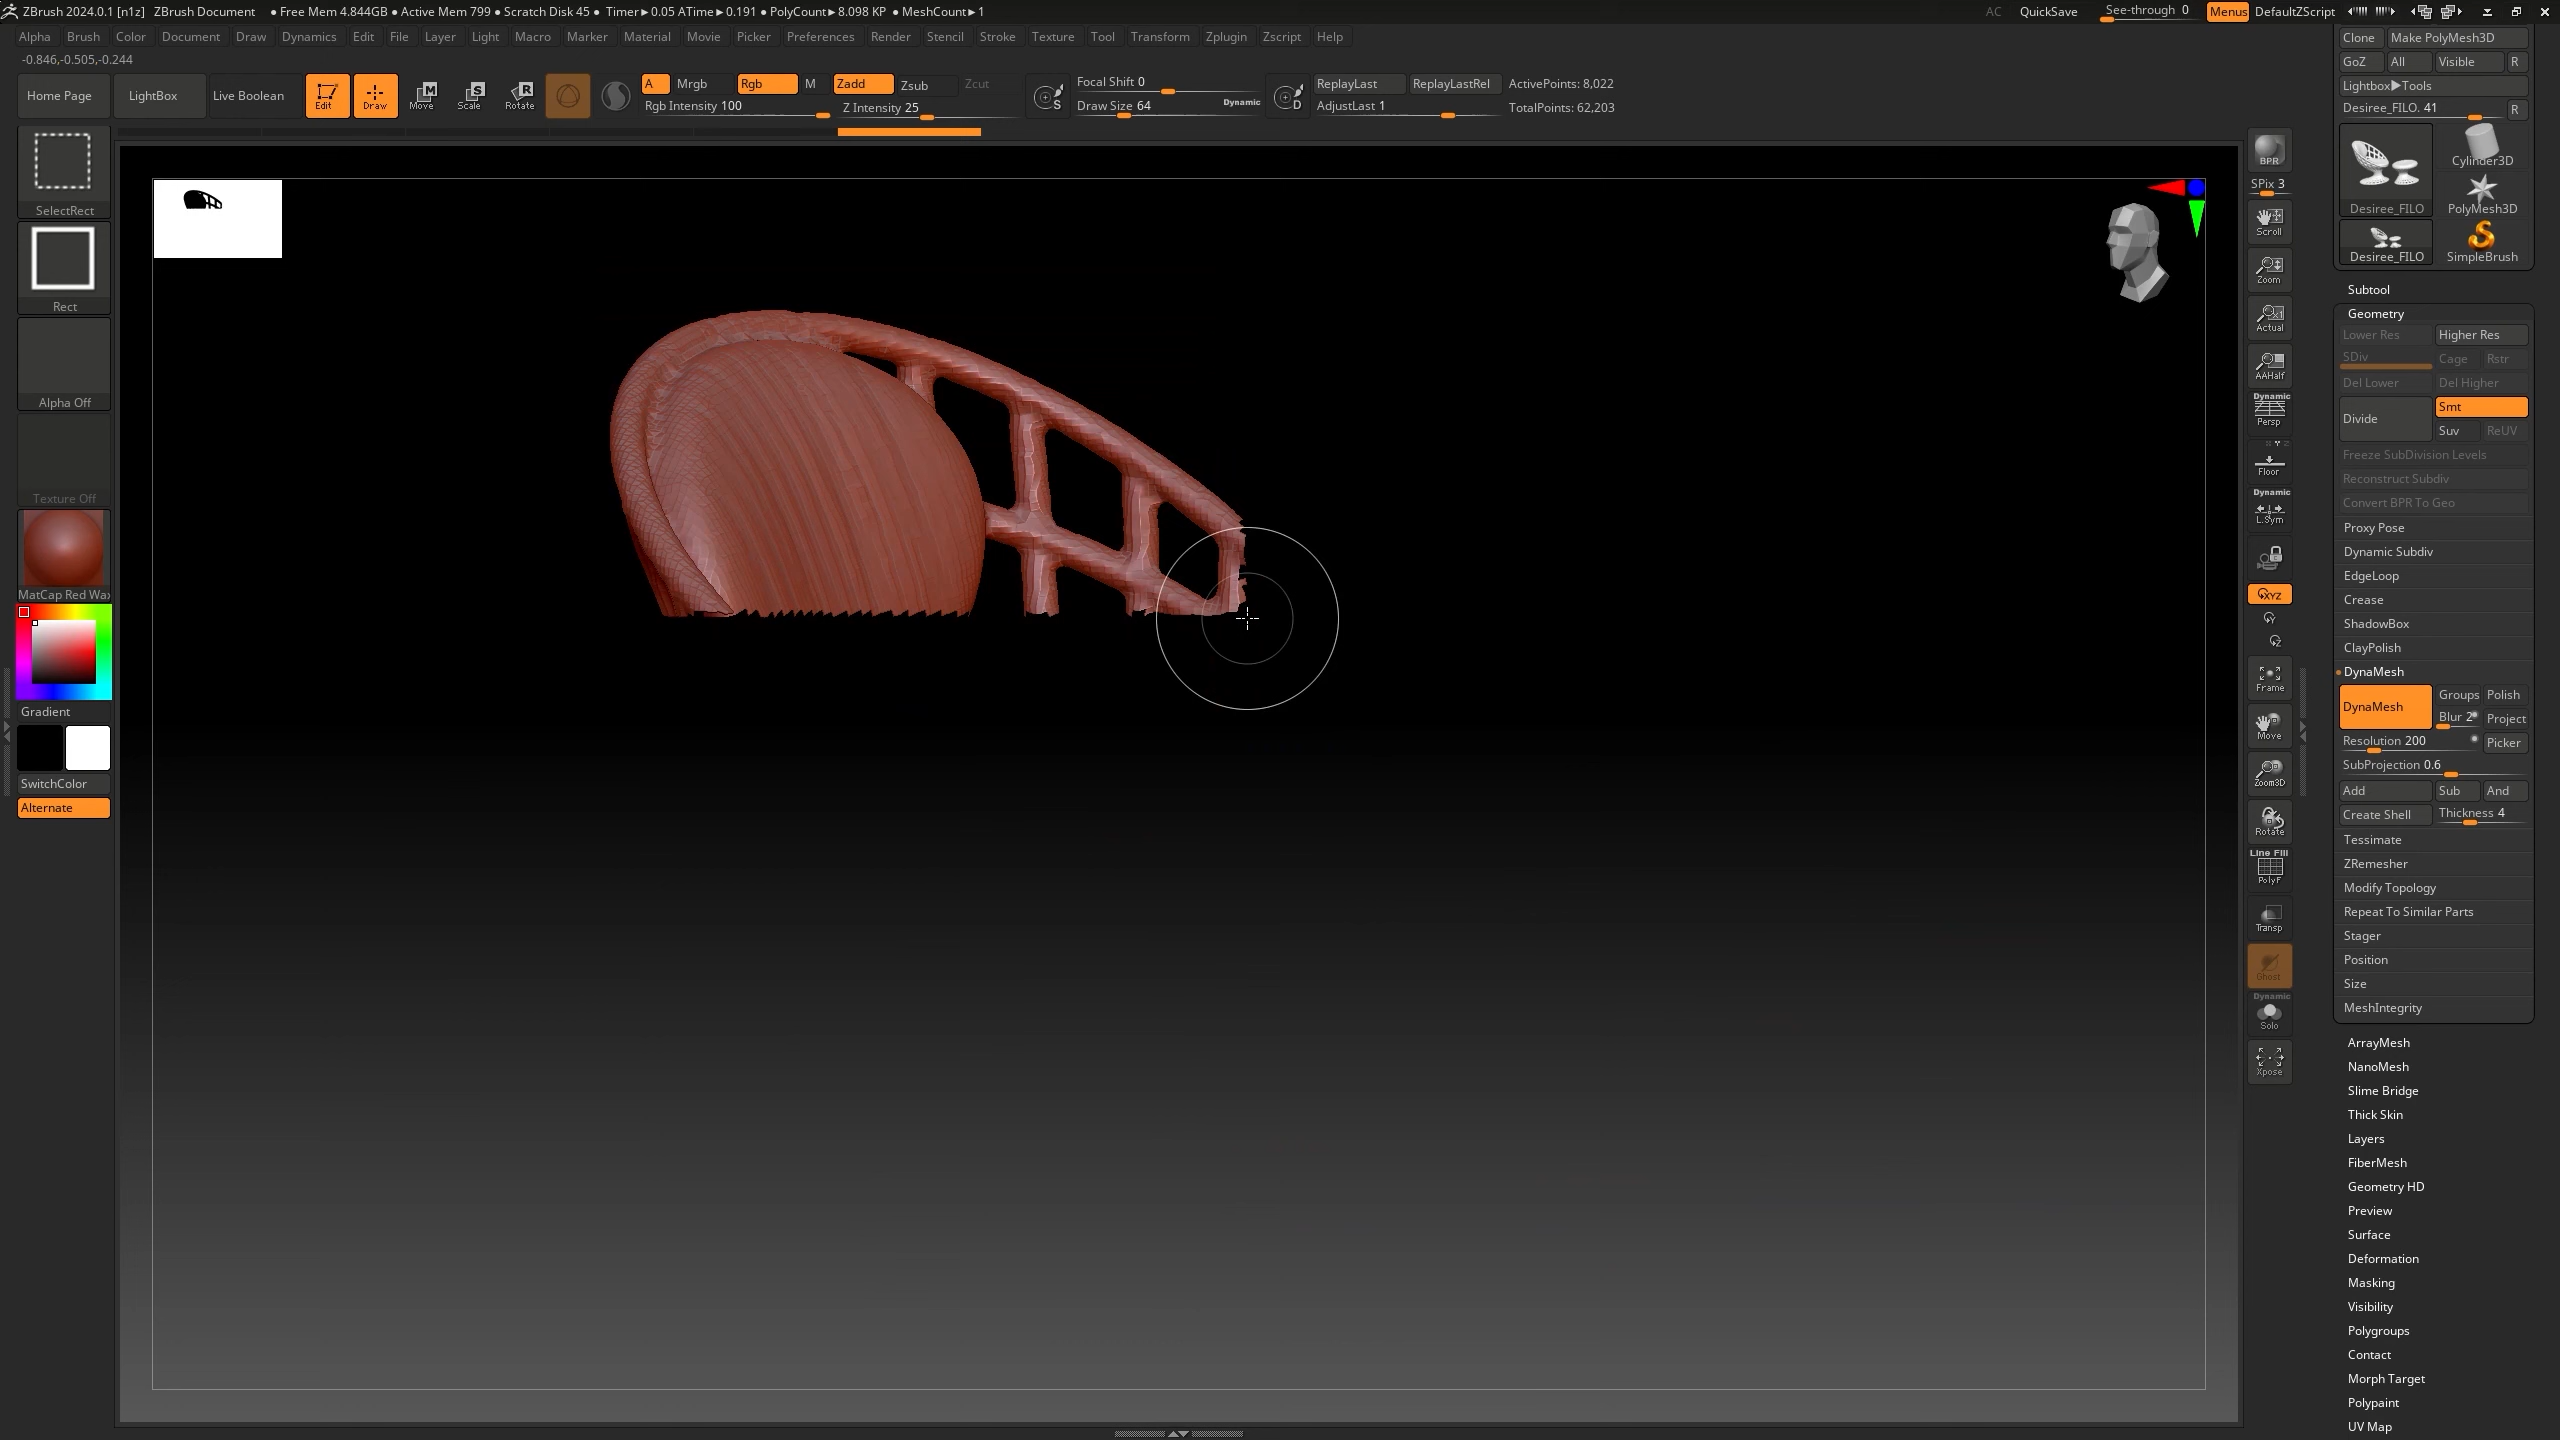 ZBrush 2024.0.1 [n1z] ZBrush Document ● Free Mem 4.844GB ● Active Mem 799 ● Scratch Disk 45 ● Timer►0.05 ATime►0.191 ● PolyCount►8.098 KP ● MeshCount►1 AC QuickSave See-through 0 Menus DefaultZScript
Alpha Brush Color Document Draw Dynamics Edit File Layer Light Macro Marker Material Movie Picker Preferences Render Stencil Stroke Texture Tool Transform Zplugin Zscript Help
-0.846,-0.505,-0.244
Home Page LightBox Live Boolean Edit Draw Move Scale Rotate
A Mrgb Rgb M Zadd Zsub Zcut
Rgb Intensity 100 Z Intensity 25
Focal Shift 0
Draw Size 64 Dynamic
ReplayLast ReplayLastRel ActivePoints: 8,022
AdjustLast 1 TotalPoints: 62,203
SelectRect
Rect
Alpha Off
Texture Off
MatCap Red Wax
Gradient
SwitchColor
Alternate
BPR
SPix 3
Scroll
Zoom
Actual
AAHalf
Dynamic
Persp
Floor
Dynamic
L.Sym
XYZ
Frame
Move
Zoom3D
Rotate
Line Fill
PolyF
Transp
Ghost
Dynamic
Solo
Xpose
Clone Make PolyMesh3D
GoZ All Visible R
Lightbox►Tools
Desiree_FILO. 41 R
Desiree_FILO Cylinder3D
PolyMesh3D
Desiree_FILO SimpleBrush
Subtool
Geometry
Lower Res Higher Res
SDiv Cage Rstr
Del Lower Del Higher
Divide Smt
Suv ReUV
Freeze SubDivision Levels
Reconstruct Subdiv
Convert BPR To Geo
Proxy Pose
Dynamic Subdiv
EdgeLoop
Crease
ShadowBox
ClayPolish
DynaMesh
DynaMesh Groups Polish
Blur 2 Project
Resolution 200 Picker
SubProjection 0.6
Add Sub And
Create Shell Thickness 4
Tessimate
ZRemesher
Modify Topology
Repeat To Similar Parts
Stager
Position
Size
MeshIntegrity
ArrayMesh
NanoMesh
Slime Bridge
Thick Skin
Layers
FiberMesh
Geometry HD
Preview
Surface
Deformation
Masking
Visibility
Polygroups
Contact
Morph Target
Polypaint
UV Map